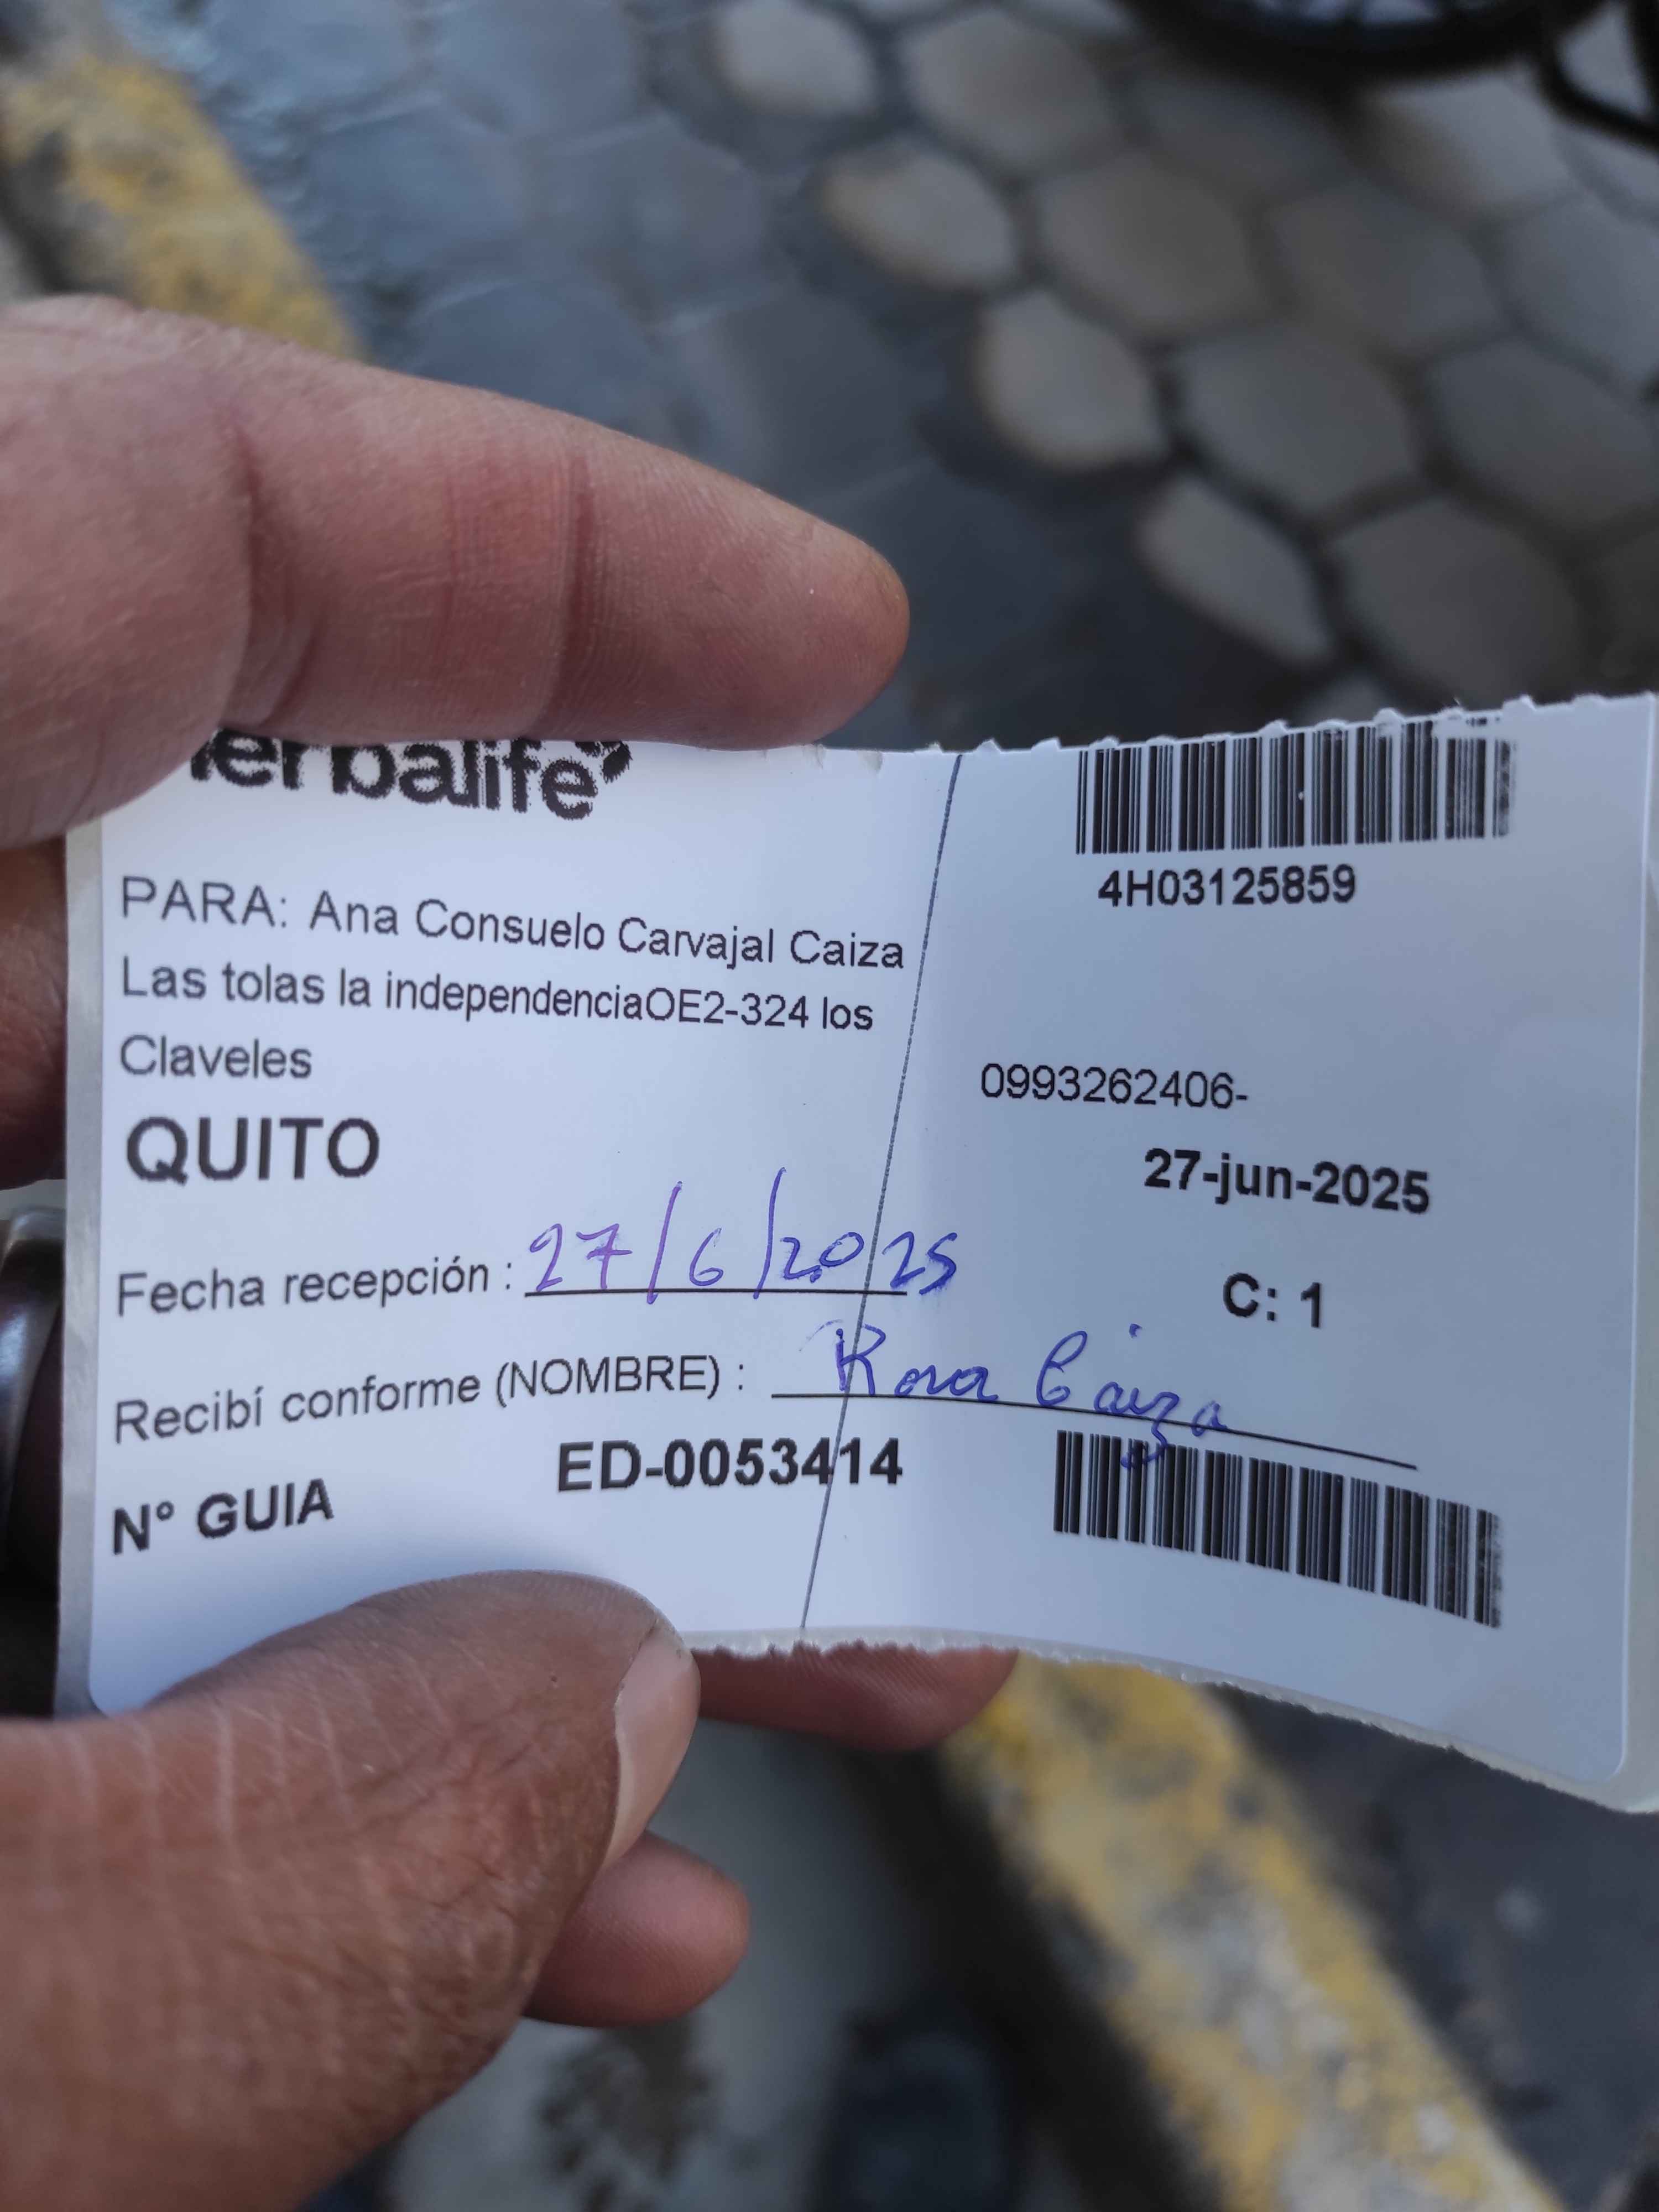 herbalife
4H03125859
PARA: Ana Consuelo Carvajal Caiza
Las tolas la independenciaOE2-324 los
Claveles
0993262406-
QUITO
27-jun-2025
Fecha recepción : 27/6/2025
C: 1
Recibí conforme (NOMBRE) : Rosa Caiza
N° GUIA ED-0053414